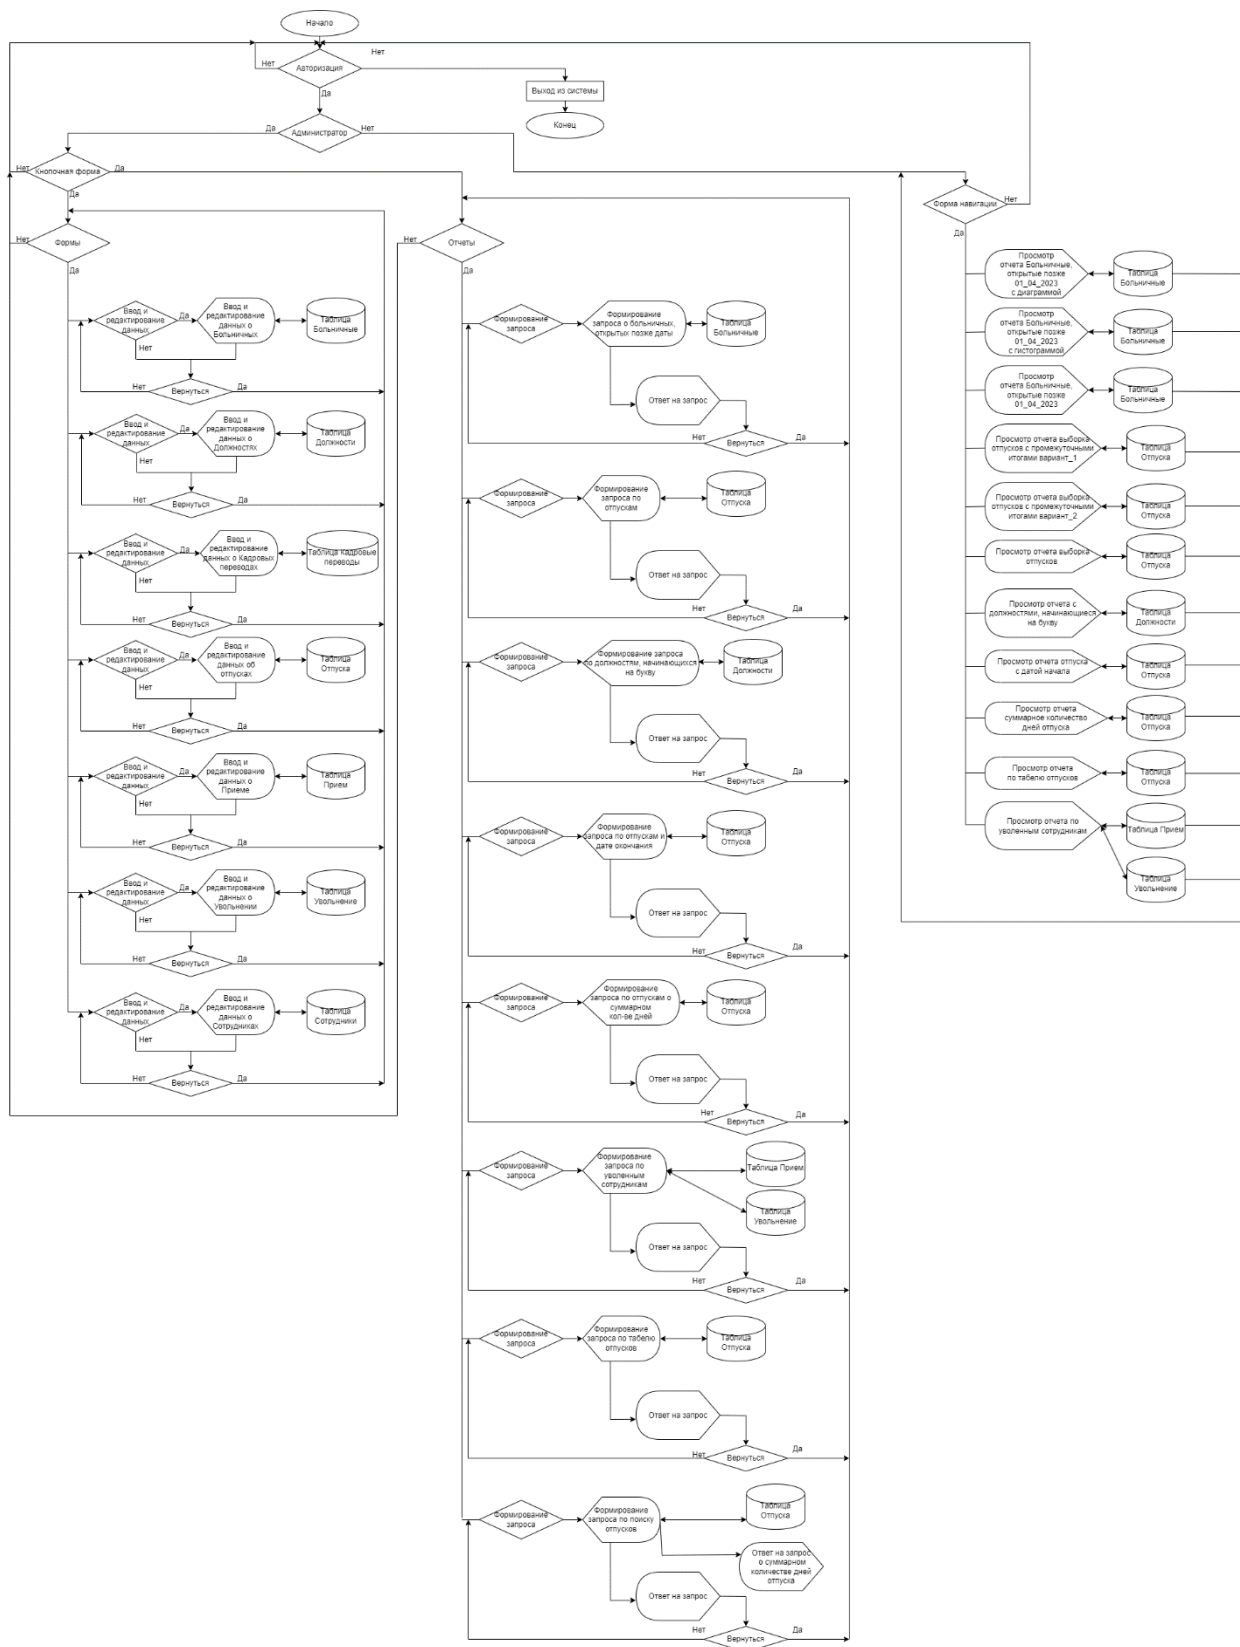 Начало
Нет
Нет
Авторизация
Да
Выход из системы
Конец
Да
Администратор
Нет
Нет
Кнопочная форма
Да
Да
Нет
Формы
Да
Ввод и
редактирование
данных
Да
Ввод и
редактирование
данных о
Больничных
Таблица
Больничные
Нет
Нет
Вернуться
Да
Ввод и
редактирование
данных
Да
Ввод и
редактирование
данных о
Должностях
Таблица
Должности
Нет
Нет
Вернуться
Да
Ввод и
редактирование
данных
Да
Ввод и
редактирование
данных о Кадровых
переводах
Таблица Кадровые
переводы
Нет
Нет
Вернуться
Да
Ввод и
редактирование
данных
Да
Ввод и
редактирование
данных об
отпусках
Таблица
Отпуска
Нет
Нет
Вернуться
Да
Ввод и
редактирование
данных
Да
Ввод и
редактирование
данных о
Приеме
Таблица
Прием
Нет
Нет
Вернуться
Да
Ввод и
редактирование
данных
Да
Ввод и
редактирование
данных о
Увольнении
Таблица
Увольнение
Нет
Нет
Вернуться
Да
Ввод и
редактирование
данных
Да
Ввод и
редактирование
данных о
Сотрудниках
Таблица
Сотрудники
Нет
Нет
Вернуться
Да
Нет
Отчеты
Да
Формирование
запроса
Формирование
запроса о больничных,
открытых позже даты
Таблица
Больничные
Ответ на запрос
Нет
Вернуться
Да
Формирование
запроса
Формирование
запроса по
отпускам
Таблица
Отпуска
Ответ на запрос
Нет
Вернуться
Да
Формирование
запроса
Формирование запроса
по должностям, начинающихся
на букву
Таблица
Должности
Ответ на запрос
Нет
Вернуться
Да
Формирование
запроса
Формирование
запроса по отпускам и
дате окончания
Таблица
Отпуска
Ответ на запрос
Нет
Вернуться
Да
Формирование
запроса
Формирование
запроса по отпускам о
суммарном
кол-ве дней
Таблица
Отпуска
Ответ на запрос
Нет
Вернуться
Да
Формирование
запроса
Формирование
запроса по
уволенным
сотрудникам
Таблица Прием
Таблица
Увольнение
Ответ на запрос
Нет
Вернуться
Да
Формирование
запроса
Формирование
запроса по табелю
отпусков
Таблица
Отпуска
Ответ на запрос
Нет
Вернуться
Да
Формирование
запроса
Формирование
запроса по поиску
отпусков
Таблица
Отпуска
Ответ на запрос
о суммарном
количестве дней
отпуска
Ответ на запрос
Нет
Вернуться
Да
Форма навигации
Нет
Да
Просмотр
отчета Больничные,
открытые позже
01_04_2023
с диаграммой
Таблица
Больничные
Просмотр
отчета Больничные,
открытые позже
01_04_2023
с гистограммой
Таблица
Больничные
Просмотр
отчета Больничные,
открытые позже
01_04_2023
Таблица
Больничные
Просмотр отчета выборка
отпусков с промежуточными
итогами вариант_1
Таблица
Отпуска
Просмотр отчета выборка
отпусков с промежуточными
итогами вариант_2
Таблица
Отпуска
Просмотр отчета выборка
отпусков
Таблица
Отпуска
Просмотр отчета с
должностями, начинающиеся
на букву
Таблица
Должности
Просмотр отчета отпуска
с датой начала
Таблица
Отпуска
Просмотр отчета
суммарное количество
дней отпуска
Таблица
Отпуска
Просмотр отчета
по табелю отпусков
Таблица
Отпуска
Просмотр отчета по
уволенным сотрудникам
Таблица Прием
Таблица
Увольнение